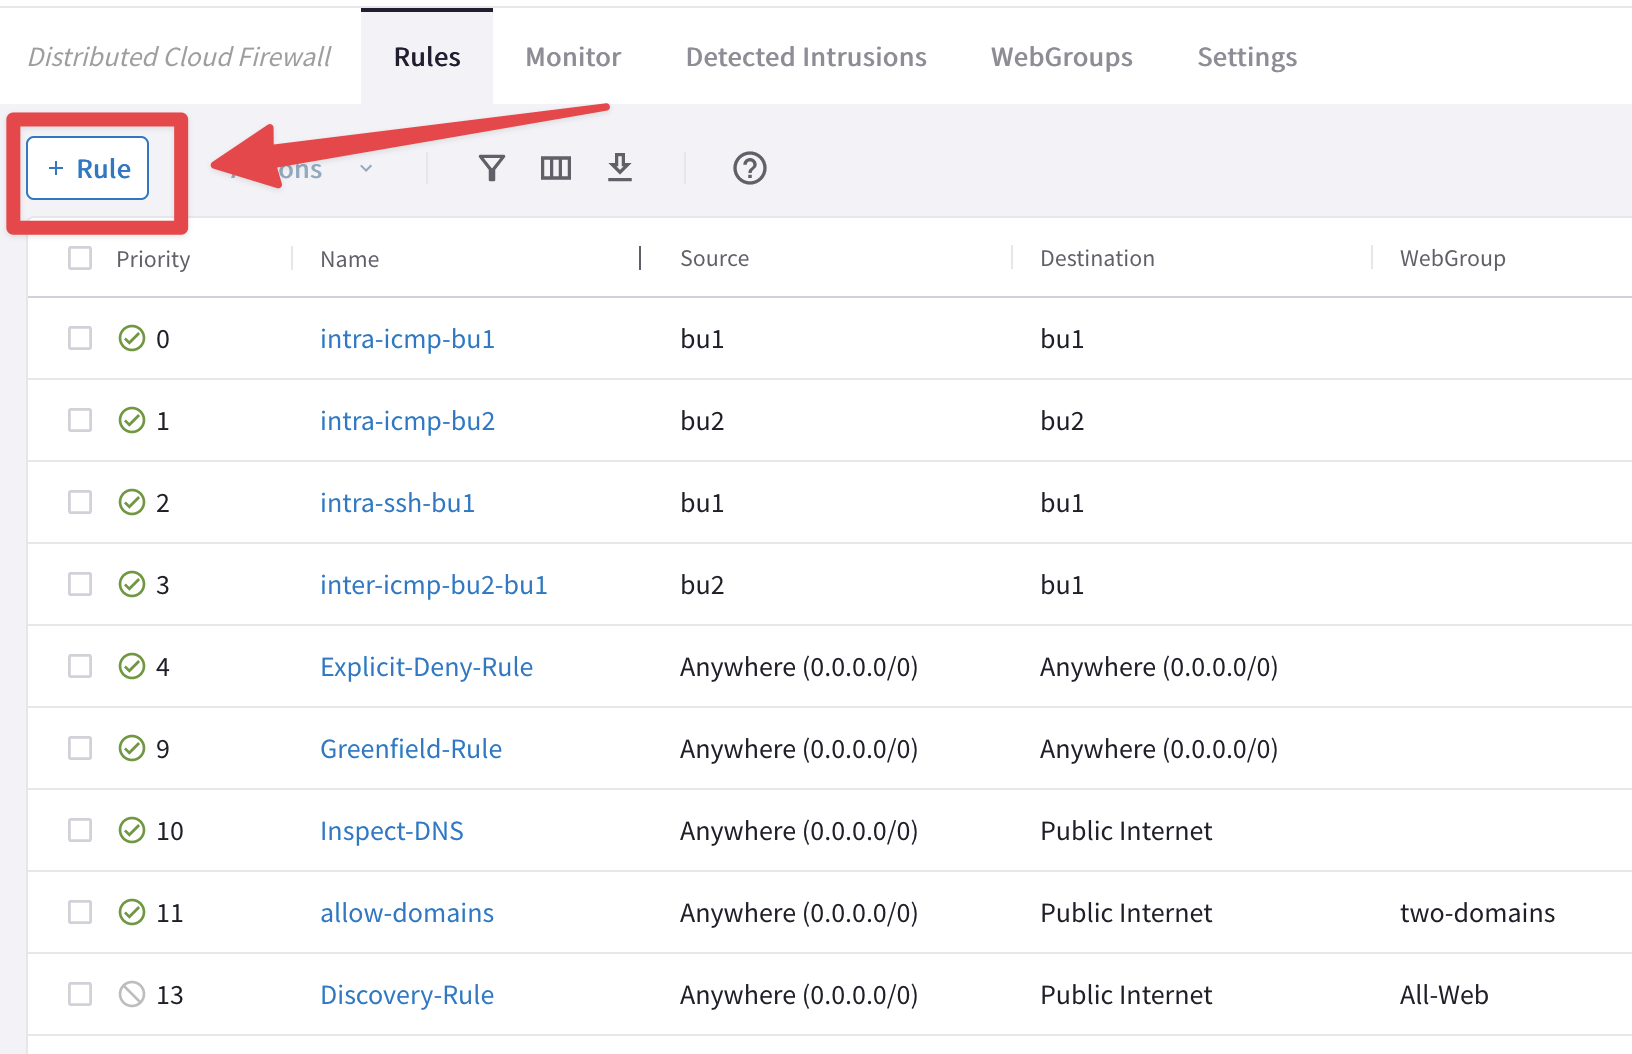 Distributed Cloud Firewall Rules Monitor Detected Intrusions WebGroups Settings
+ Rule
Priority Name Source Destination WebGroup
0 intra-icmp-bu1 bu1 bu1
1 intra-icmp-bu2 bu2 bu2
2 intra-ssh-bu1 bu1 bu1
3 inter-icmp-bu2-bu1 bu2 bu1
4 Explicit-Deny-Rule Anywhere (0.0.0.0/0) Anywhere (0.0.0.0/0)
9 Greenfield-Rule Anywhere (0.0.0.0/0) Anywhere (0.0.0.0/0)
10 Inspect-DNS Anywhere (0.0.0.0/0) Public Internet
11 allow-domains Anywhere (0.0.0.0/0) Public Internet two-domains
13 Discovery-Rule Anywhere (0.0.0.0/0) Public Internet All-Web